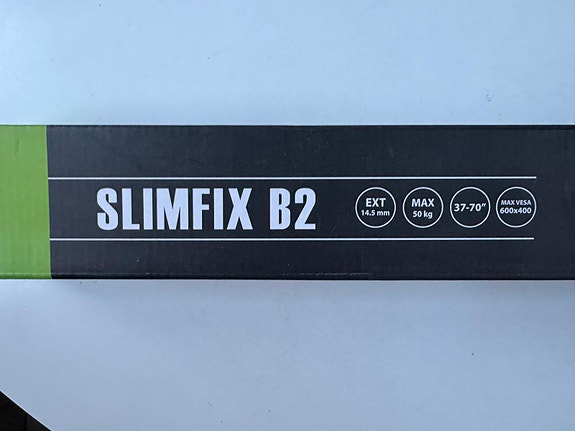 SLIMFIX B2
EXT
14.5 mm
MAX
50 kg
37-70"
MAX VESA
600x400